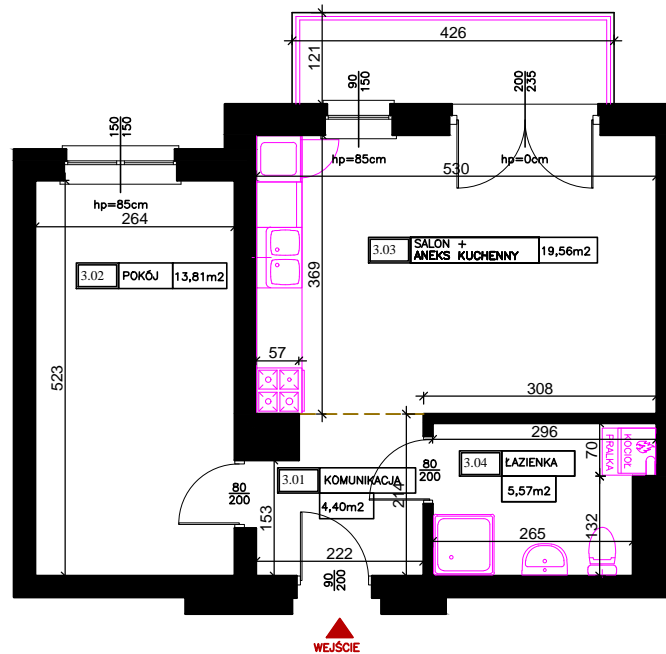 426
121
90
150
200
235
150
150
hp=85cm
hp=0cm
530
hp=85cm
264
3.03 SALON +
ANEKS KUCHENNY 19,56m2
3.02 POKÓJ 13,81m2
369
57
523
308
296
70
KOCIOŁ
PRALKA
3.04 ŁAZIENKA
5,57m2
80
200
3.01 KOMUNIKACJA
4,40m2
214
80
200
153
132
265
222
90
200
WEJŚCIE